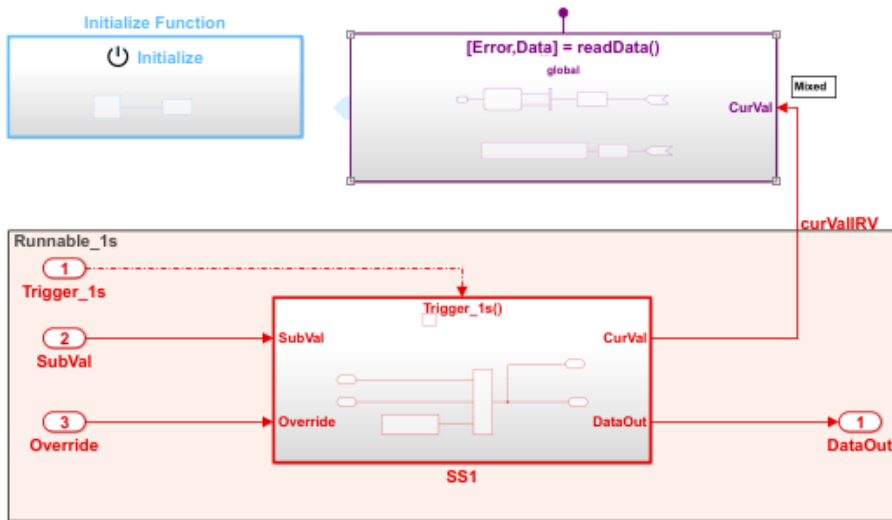 Initialize Function
Initialize
[Error,Data] = readData()
global
Mixed
CurVal
curValIRV
Runnable_1s
1
Trigger_1s
Trigger_1s()
2
SubVal
SubVal
CurVal
3
Override
Override
DataOut
1
DataOut
SS1